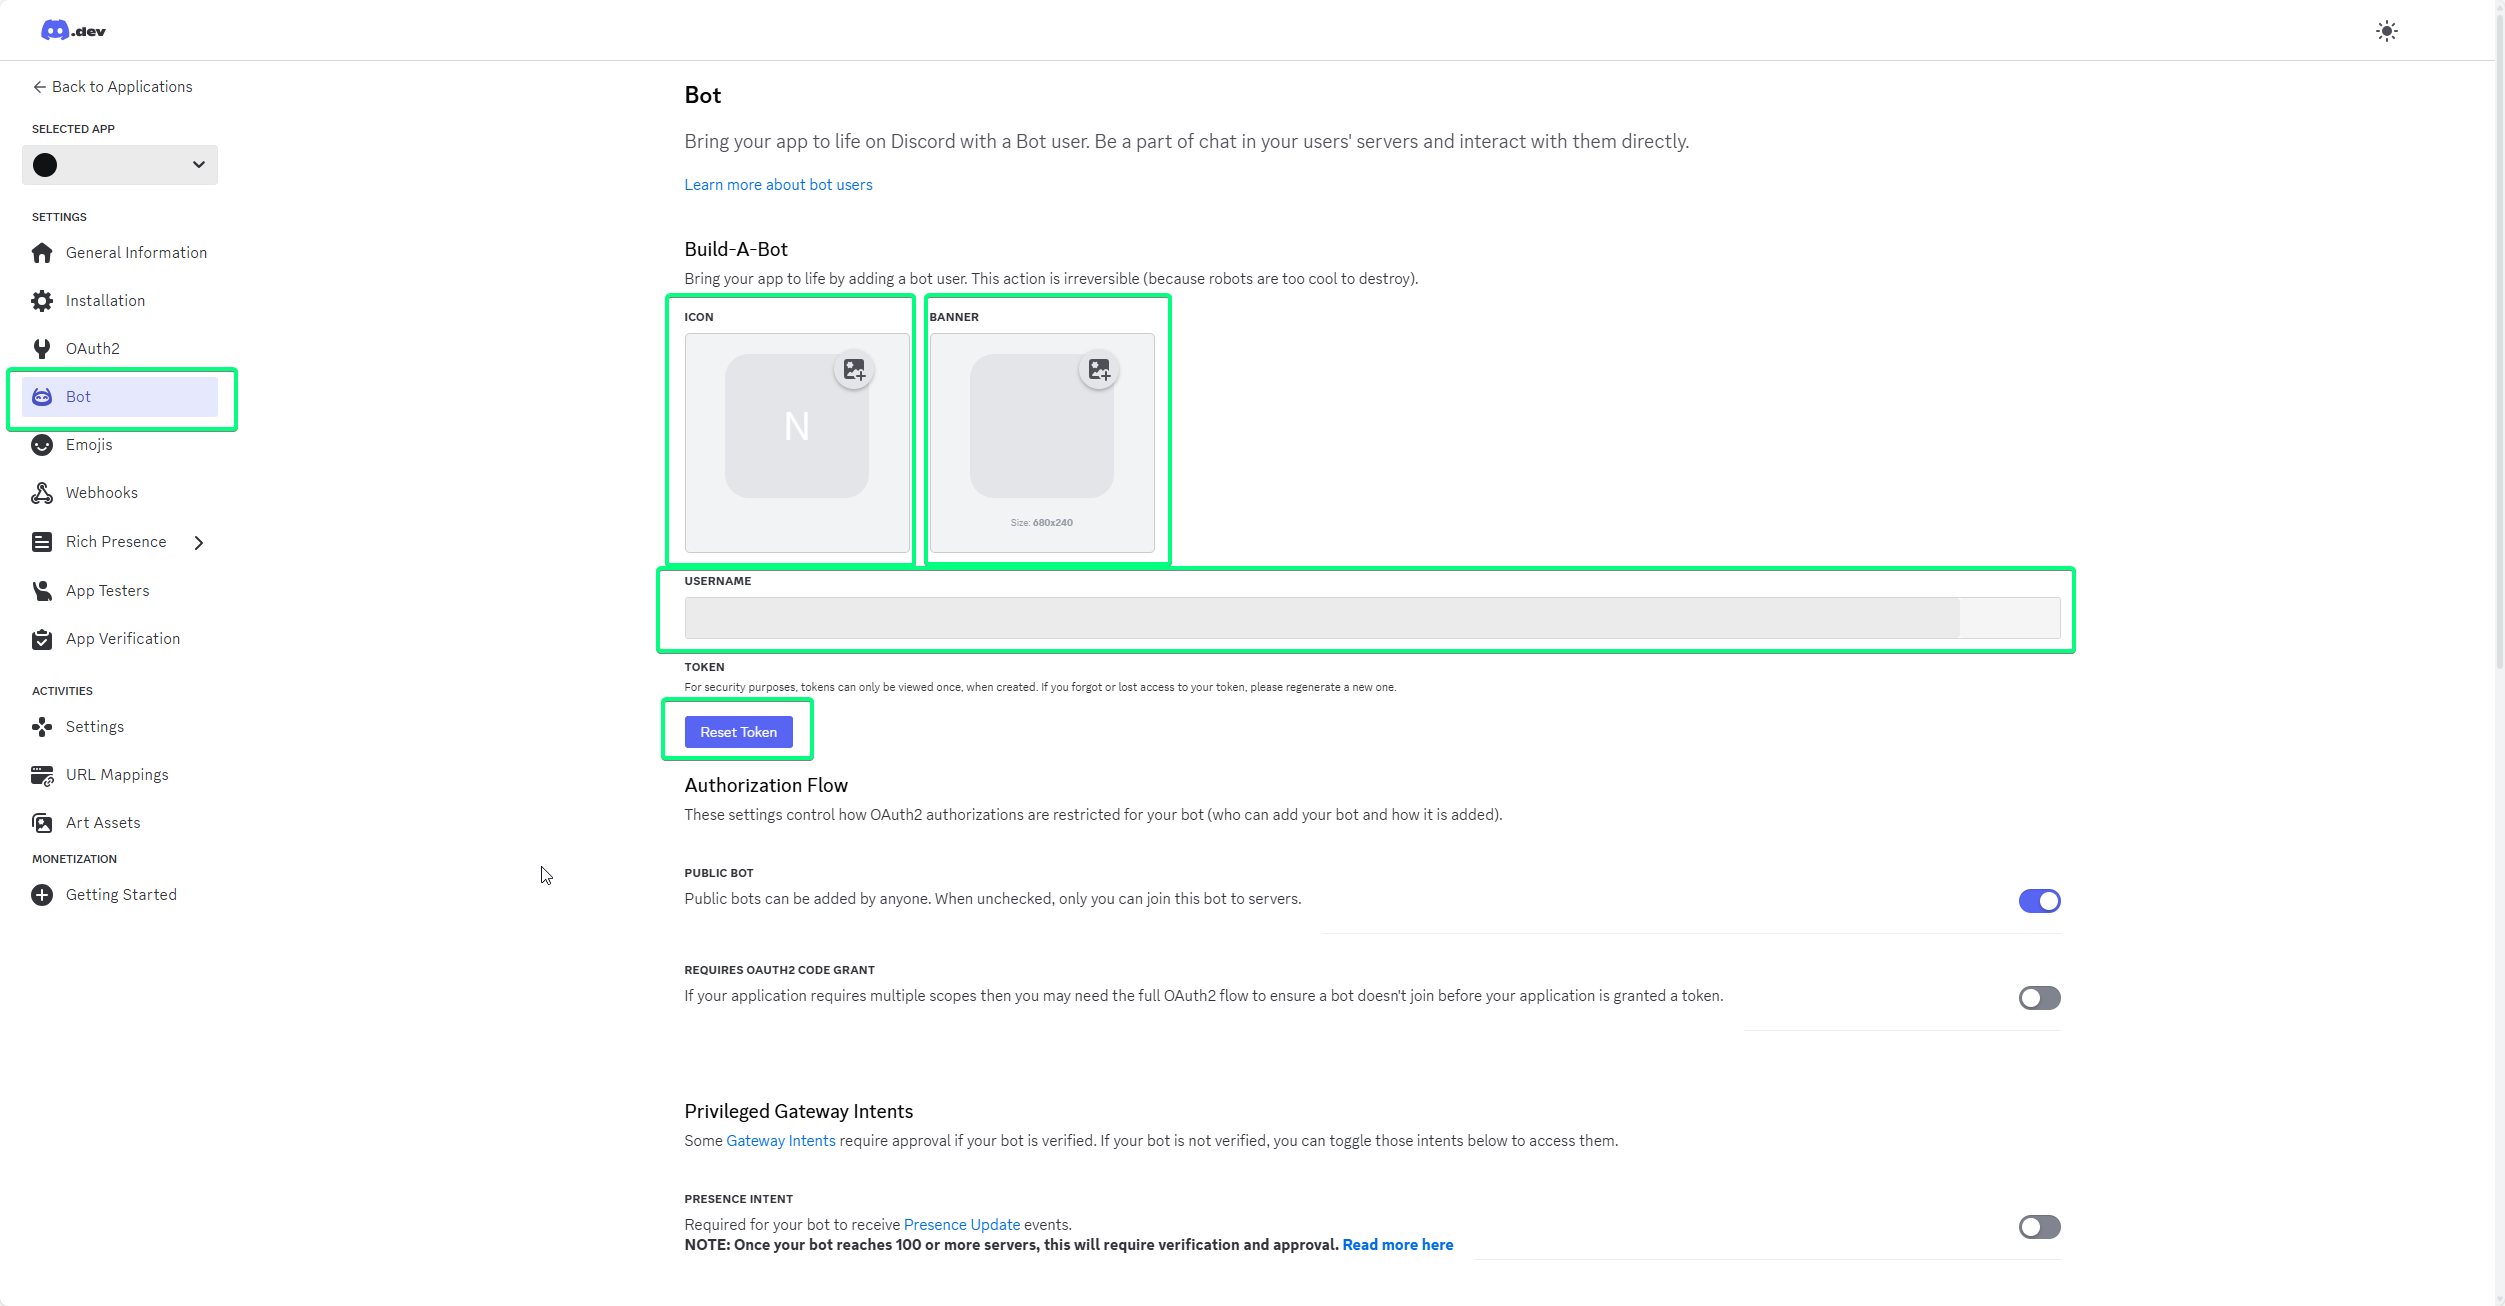 .dev
Back to Applications
SELECTED APP
SETTINGS
General Information
Installation
OAuth2
Bot
Emojis
Webhooks
Rich Presence
App Testers
App Verification
ACTIVITIES
Settings
URL Mappings
Art Assets
MONETIZATION
Getting Started
Bot
Bring your app to life on Discord with a Bot user. Be a part of chat in your users' servers and interact with them directly.
Learn more about bot users
Build-A-Bot
Bring your app to life by adding a bot user. This action is irreversible (because robots are too cool to destroy).
ICON
N
BANNER
Size: 680x240
USERNAME
TOKEN
For security purposes, tokens can only be viewed once, when created. If you forgot or lost access to your token, please regenerate a new one.
Reset Token
Authorization Flow
These settings control how OAuth2 authorizations are restricted for your bot (who can add your bot and how it is added).
PUBLIC BOT
Public bots can be added by anyone. When unchecked, only you can join this bot to servers.
REQUIRES OAUTH2 CODE GRANT
If your application requires multiple scopes then you may need the full OAuth2 flow to ensure a bot doesn't join before your application is granted a token.
Privileged Gateway Intents
Some Gateway Intents require approval if your bot is verified. If your bot is not verified, you can toggle those intents below to access them.
PRESENCE INTENT
Required for your bot to receive Presence Update events.
NOTE: Once your bot reaches 100 or more servers, this will require verification and approval. Read more here